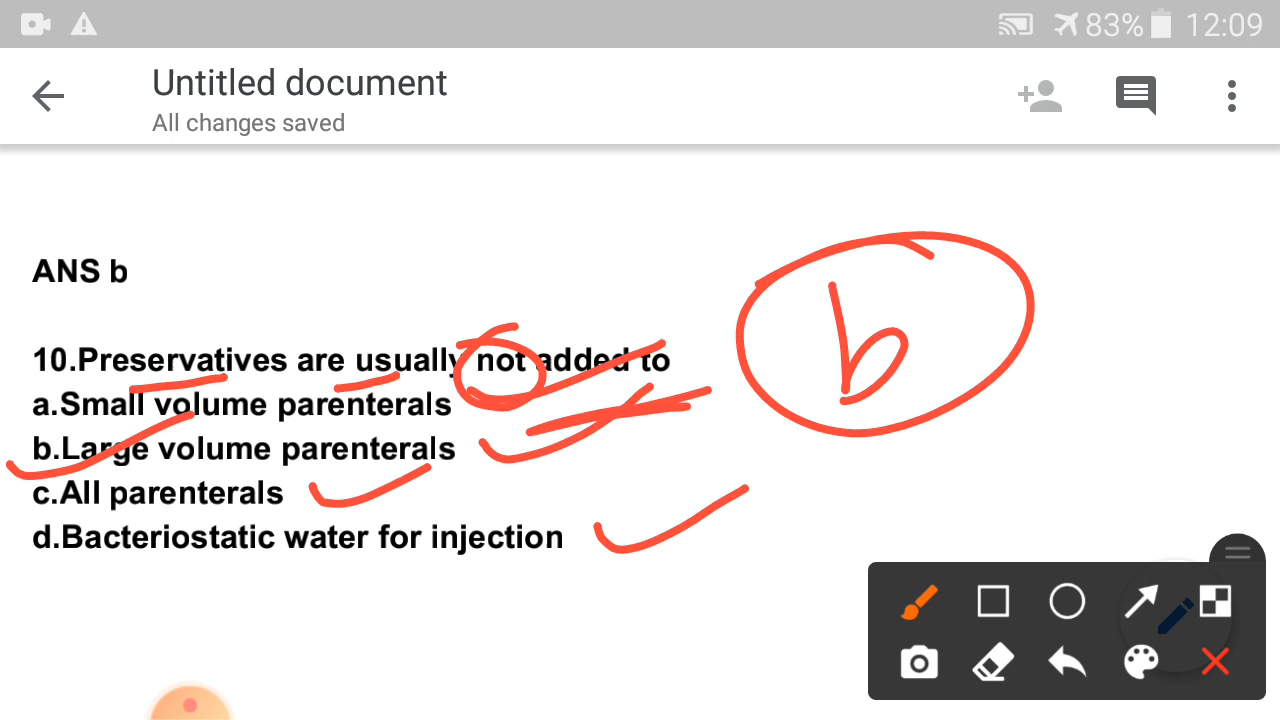 83% 12:09
Untitled document
All changes saved
ANS b
10.Preservatives are usually not added to
a.Small volume parenterals
b.Large volume parenterals
c.All parenterals
d.Bacteriostatic water for injection
b